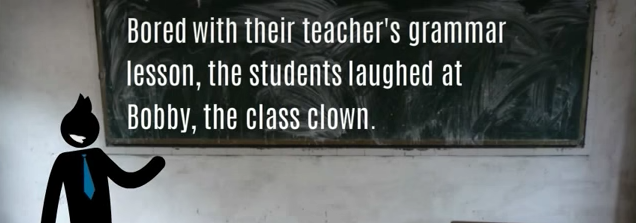 Bored with their teacher's grammar
lesson, the students laughed at
Bobby, the class clown.